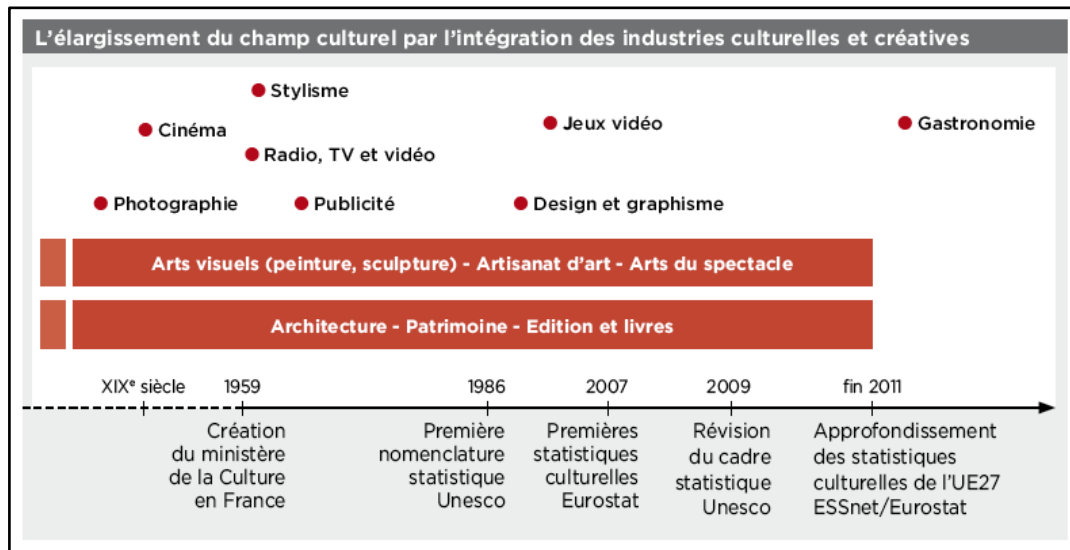 L'élargissement du champ culturel par l'intégration des industries culturelles et créatives
Stylisme
Cinéma
Jeux vidéo
Gastronomie
Radio, TV et vidéo
Photographie
Publicité
Design et graphisme
Arts visuels (peinture, sculpture) - Artisanat d'art - Arts du spectacle
Architecture - Patrimoine - Edition et livres
XIXe siècle
1959
1986
2007
2009
fin 2011
Création
du ministère
de la Culture
en France
Première
nomenclature
statistique
Unesco
Premières
statistiques
culturelles
Eurostat
Révision
du cadre
statistique
Unesco
Approfondissement
des statistiques
culturelles de l'UE27
ESSnet/Eurostat